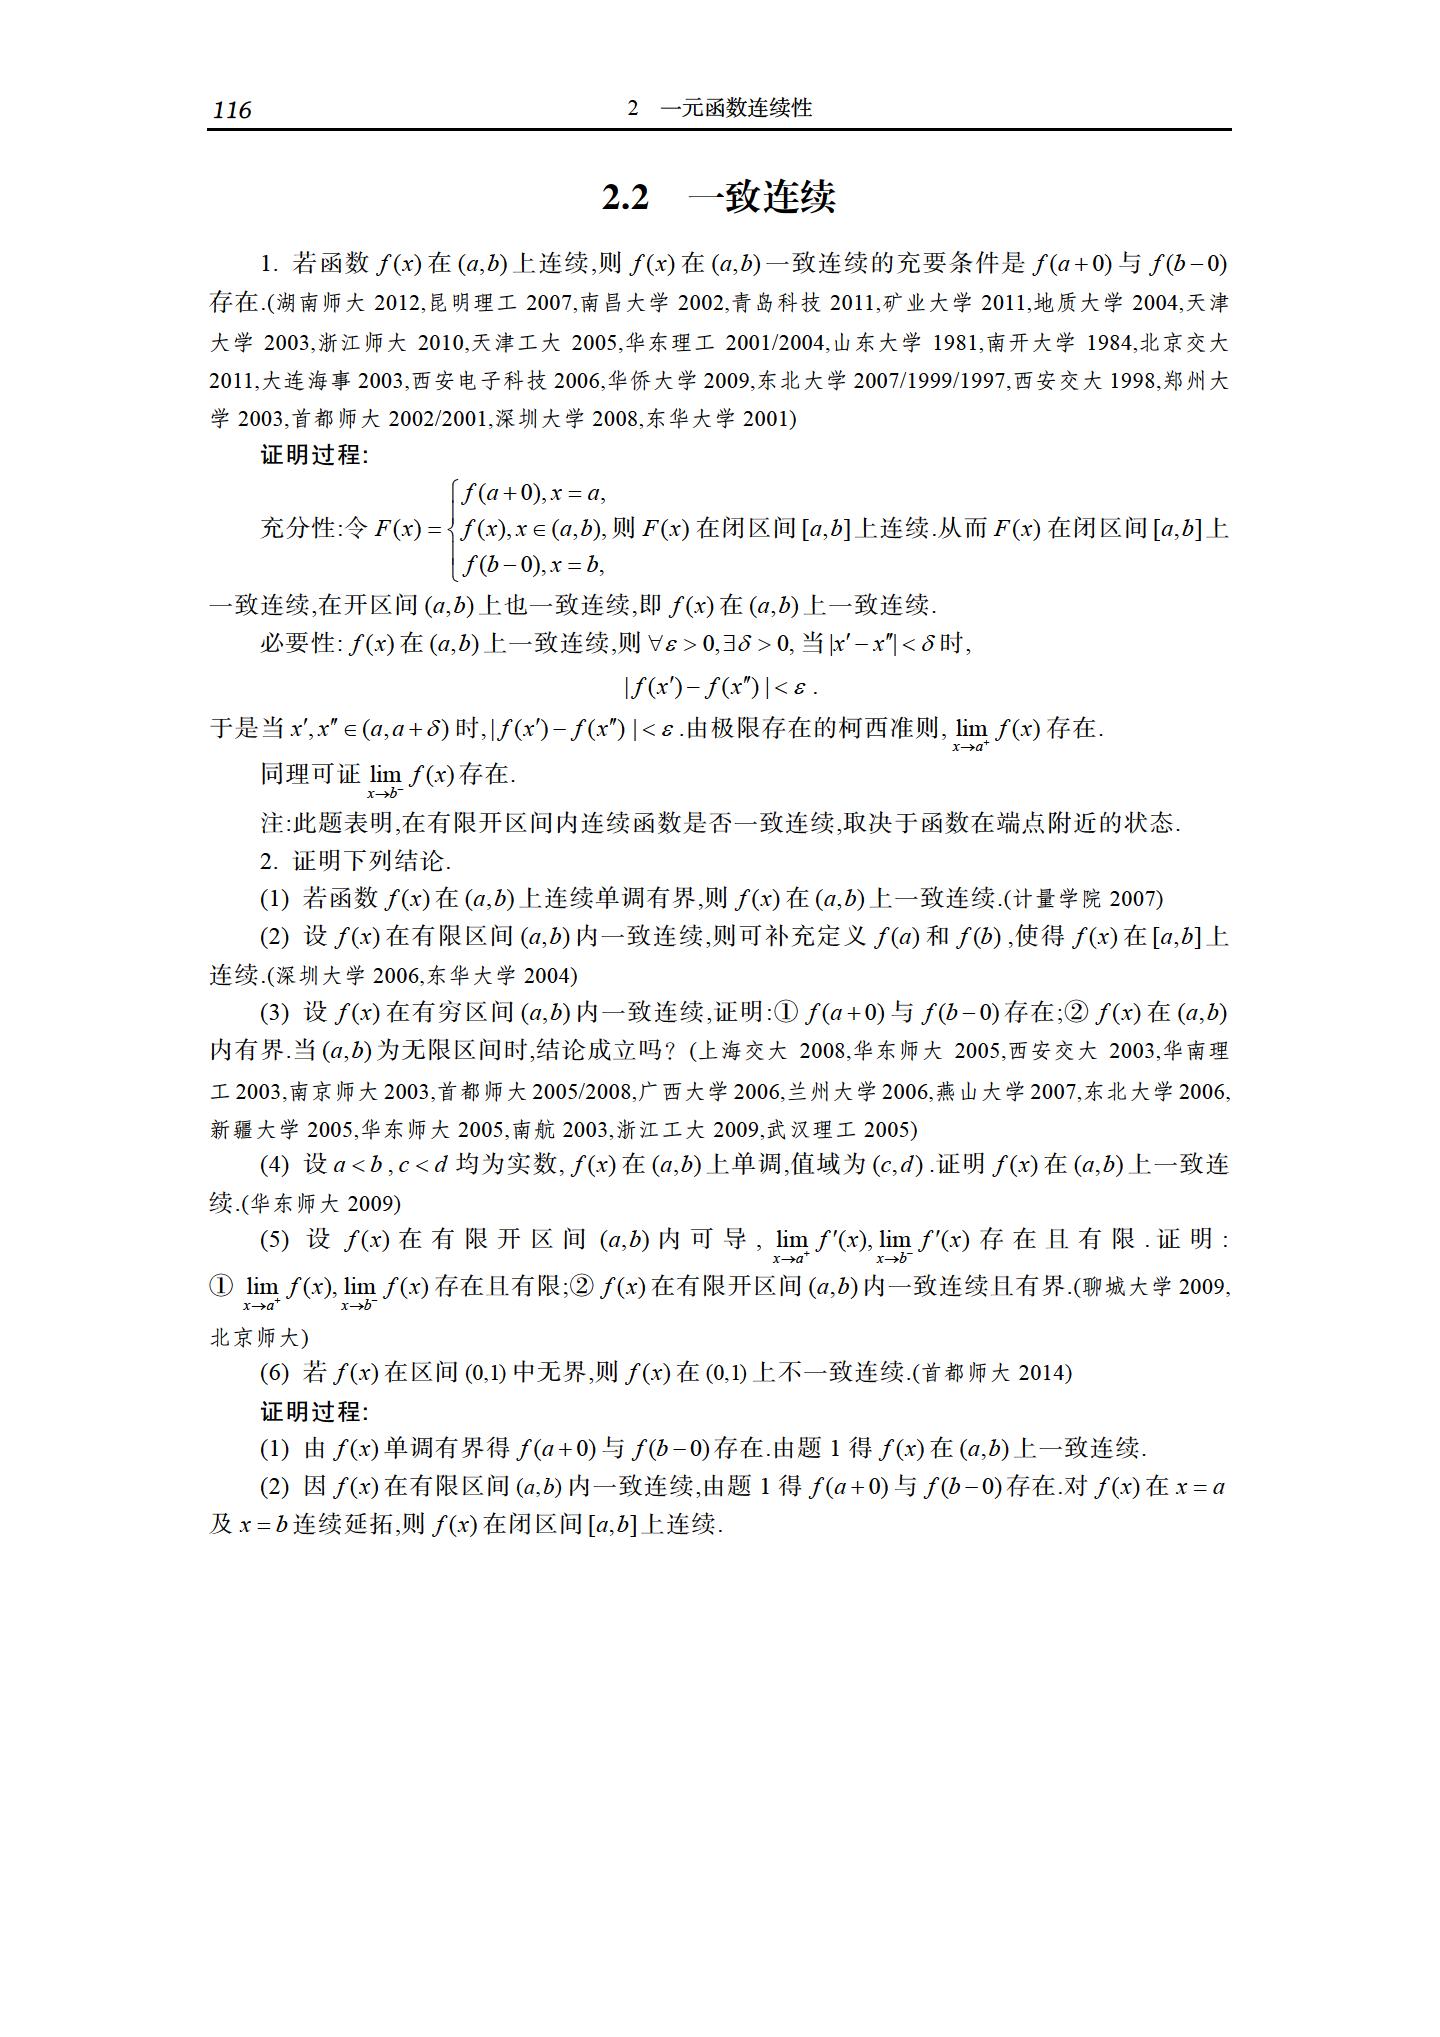 116 2 一元函数连续性
2.2 一致连续
1. 若函数 f(x) 在 (a,b) 上连续,则 f(x) 在 (a,b) 一致连续的充要条件是 f(a+0) 与 f(b−0)
存在.(湖南师大 2012,昆明理工 2007,南昌大学 2002,青岛科技 2011,矿业大学 2011,地质大学 2004,天津
大学 2003,浙江师大 2010,天津工大 2005,华东理工 2001/2004,山东大学 1981,南开大学 1984,北京交大
2011,大连海事 2003,西安电子科技 2006,华侨大学 2009,东北大学 2007/1999/1997,西安交大 1998,郑州大
学 2003,首都师大 2002/2001,深圳大学 2008,东华大学 2001)
证明过程:
充分性:令 F(x) = { f(a+0), x = a, f(x), x∈(a,b), f(b−0), x = b, 则 F(x) 在闭区间 [a,b] 上连续.从而 F(x) 在闭区间 [a,b] 上
一致连续,在开区间 (a,b) 上也一致连续,即 f(x) 在 (a,b) 上一致连续.
必要性: f(x) 在 (a,b) 上一致连续,则 ∀ε > 0,∃δ > 0, 当 |x′ − x″| < δ 时,
| f(x′) − f(x″) | < ε .
于是当 x′, x″ ∈ (a, a+δ) 时, | f(x′) − f(x″) | < ε .由极限存在的柯西准则, lim x→a⁺ f(x) 存在.
同理可证 lim x→b⁻ f(x) 存在.
注:此题表明,在有限开区间内连续函数是否一致连续,取决于函数在端点附近的状态.
2. 证明下列结论.
(1) 若函数 f(x) 在 (a,b) 上连续单调有界,则 f(x) 在 (a,b) 上一致连续.(计量学院 2007)
(2) 设 f(x) 在有限区间 (a,b) 内一致连续,则可补充定义 f(a) 和 f(b) ,使得 f(x) 在 [a,b] 上
连续.(深圳大学 2006,东华大学 2004)
(3) 设 f(x) 在有穷区间 (a,b) 内一致连续,证明:① f(a+0) 与 f(b−0) 存在;② f(x) 在 (a,b)
内有界.当 (a,b) 为无限区间时,结论成立吗? (上海交大 2008,华东师大 2005,西安交大 2003,华南理
工 2003,南京师大 2003,首都师大 2005/2008,广西大学 2006,兰州大学 2006,燕山大学 2007,东北大学 2006,
新疆大学 2005,华东师大 2005,南航 2003,浙江工大 2009,武汉理工 2005)
(4) 设 a < b , c < d 均为实数, f(x) 在 (a,b) 上单调,值域为 (c,d) .证明 f(x) 在 (a,b) 上一致连
续.(华东师大 2009)
(5) 设 f(x) 在有限开区间 (a,b) 内可导, lim x→a⁺ f′(x), lim x→b⁻ f′(x) 存在且有限.证明:
① lim x→a⁺ f(x), lim x→b⁻ f(x) 存在且有限;② f(x) 在有限开区间 (a,b) 内一致连续且有界.(聊城大学 2009,
北京师大)
(6) 若 f(x) 在区间 (0,1) 中无界,则 f(x) 在 (0,1) 上不一致连续.(首都师大 2014)
证明过程:
(1) 由 f(x) 单调有界得 f(a+0) 与 f(b−0) 存在.由题 1 得 f(x) 在 (a,b) 上一致连续.
(2) 因 f(x) 在有限区间 (a,b) 内一致连续,由题 1 得 f(a+0) 与 f(b−0) 存在.对 f(x) 在 x = a
及 x = b 连续延拓,则 f(x) 在闭区间 [a,b] 上连续.